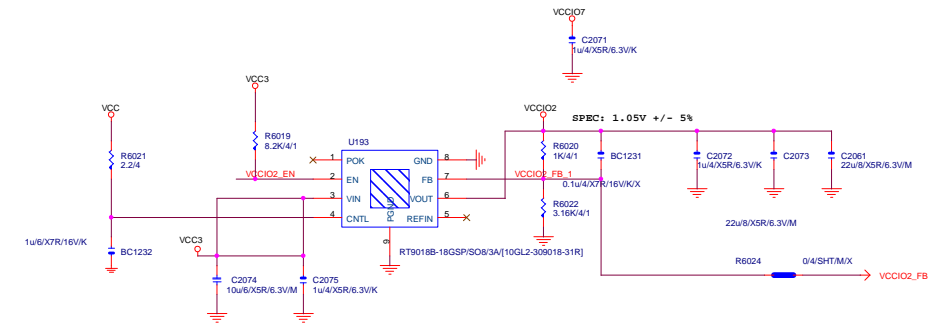 VCCIO7
C2071
1u/4/X5R/6.3V/K
VCC3
VCC
VCCIO2
SPEC: 1.05V +/- 5%
R6019
8.2K/4/1
U193
R6021
2.2/4
R6020
1K/4/1
BC1231
C2072
1u/4/X5R/6.3V/K
C2073
C2061
22u/8/X5R/6.3V/M
1
POK
GND
8
VCCIO2_EN
2
EN
FB
7
VCCIO2_FB_1
0.1u/4/X7R/16V/K/X
3
VIN
VOUT
6
4
CNTL
REFIN
5
PGND
9
R6022
3.16K/4/1
22u/8/X5R/6.3V/M
1u/6/X7R/16V/K
BC1232
VCC3
RT9018B-18GSP/SO8/3A/[10GL2-309018-31R]
R6024
0/4/SHT/M/X
VCCIO2_FB
C2074
10u/6/X5R/6.3V/M
C2075
1u/4/X5R/6.3V/K